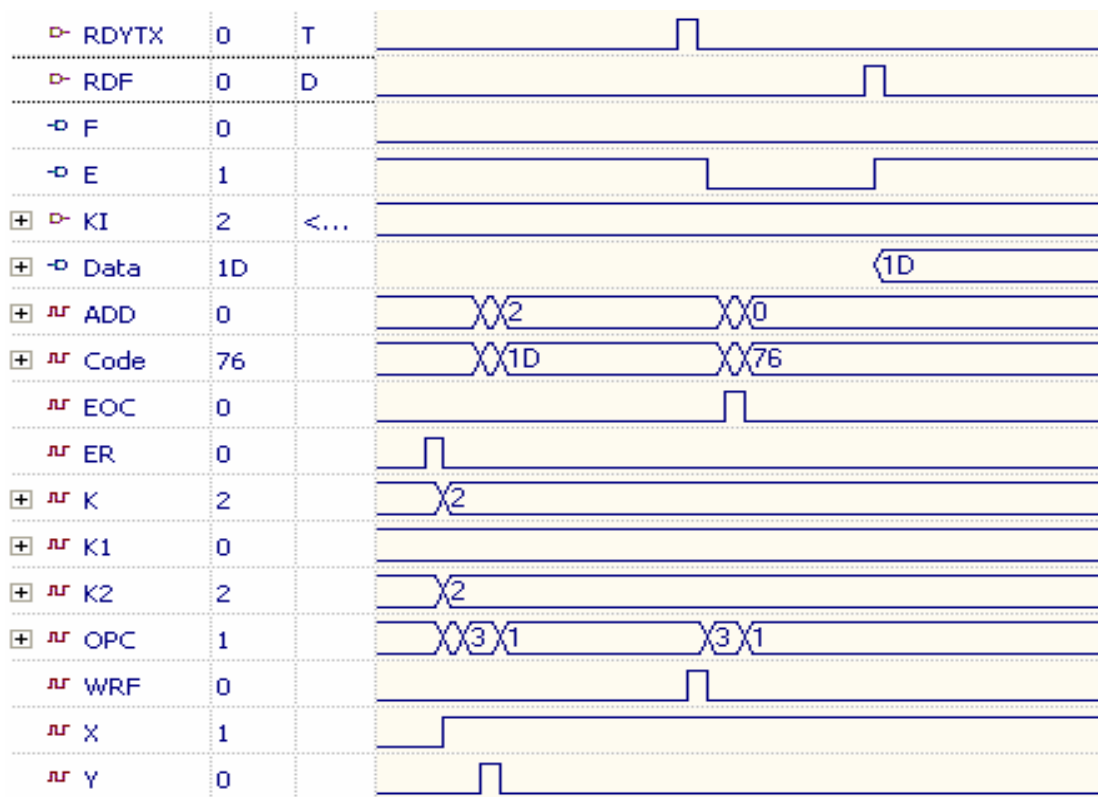 RDYTX 0 T
RDF 0 D
F 0
E 1
KI 2 <...
Data 1D 1D
ADD 0 2 0
Code 76 1D 76
EOC 0
ER 0
K 2 2
K1 0
K2 2 2
OPC 1 3 1 3 1
WRF 0
X 1
Y 0